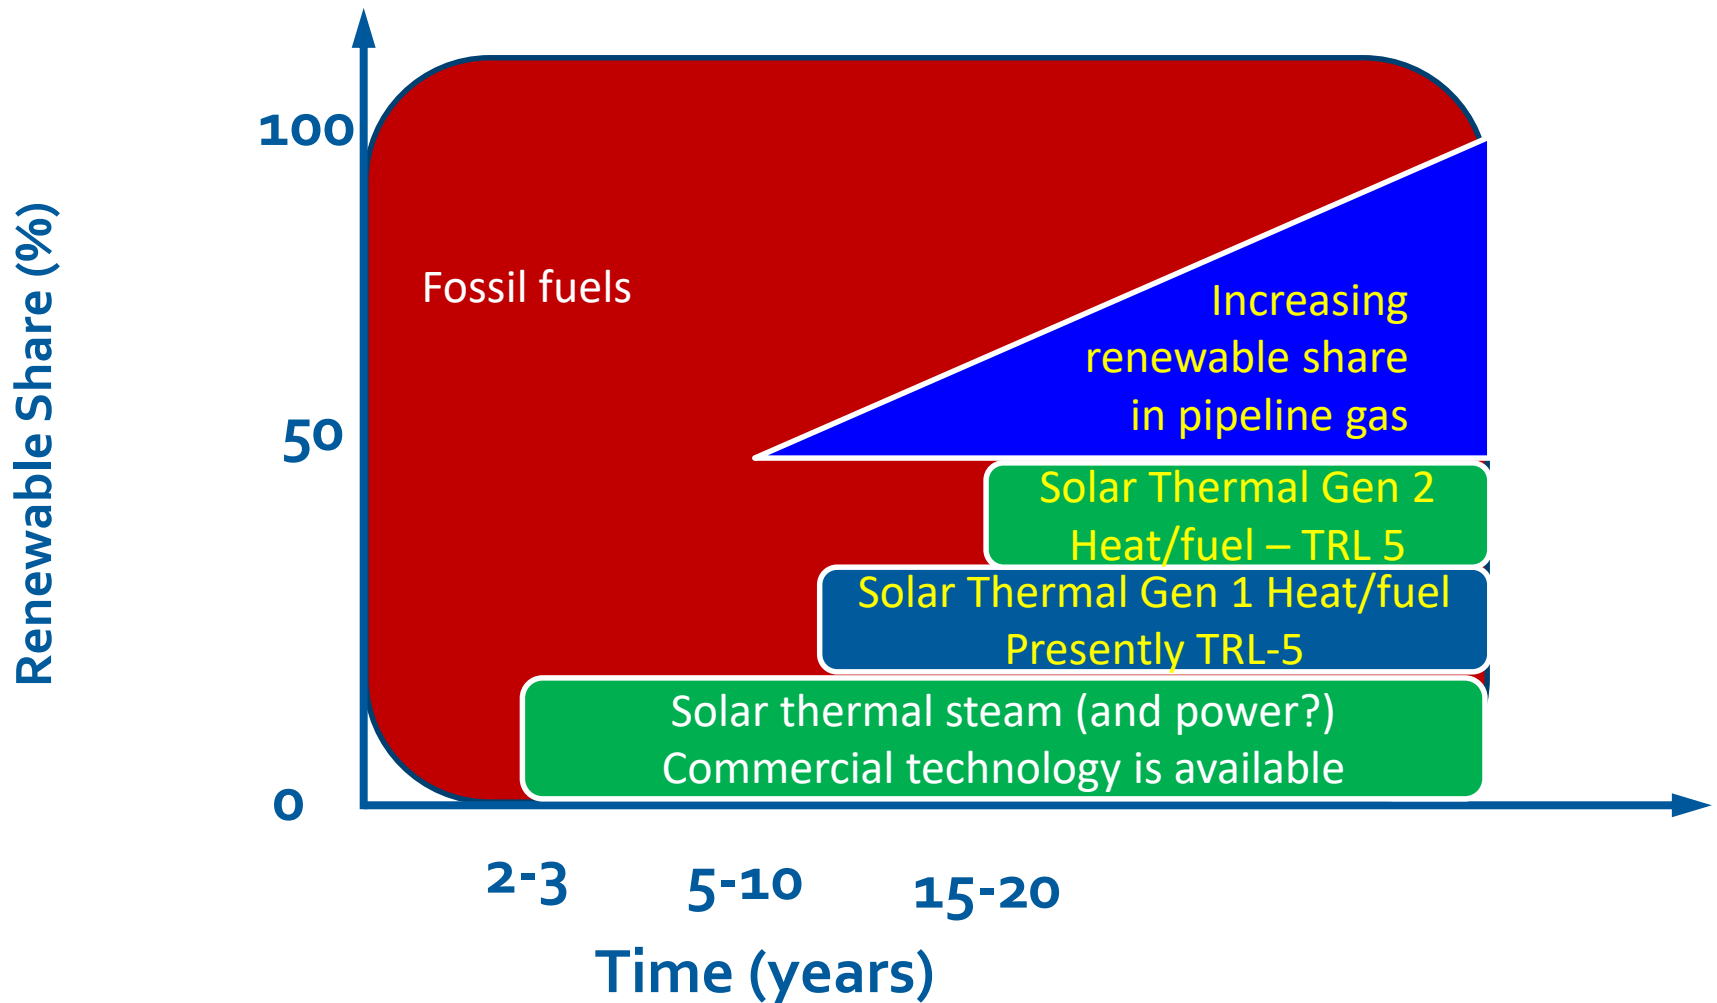 Renewable Share (%)
100
50
0
Fossil fuels
Increasing
renewable share
in pipeline gas
Solar Thermal Gen 2
Heat/fuel – TRL 5
Solar Thermal Gen 1 Heat/fuel
Presently TRL-5
Solar thermal steam (and power?)
Commercial technology is available
2-3
5-10
15-20
Time (years)